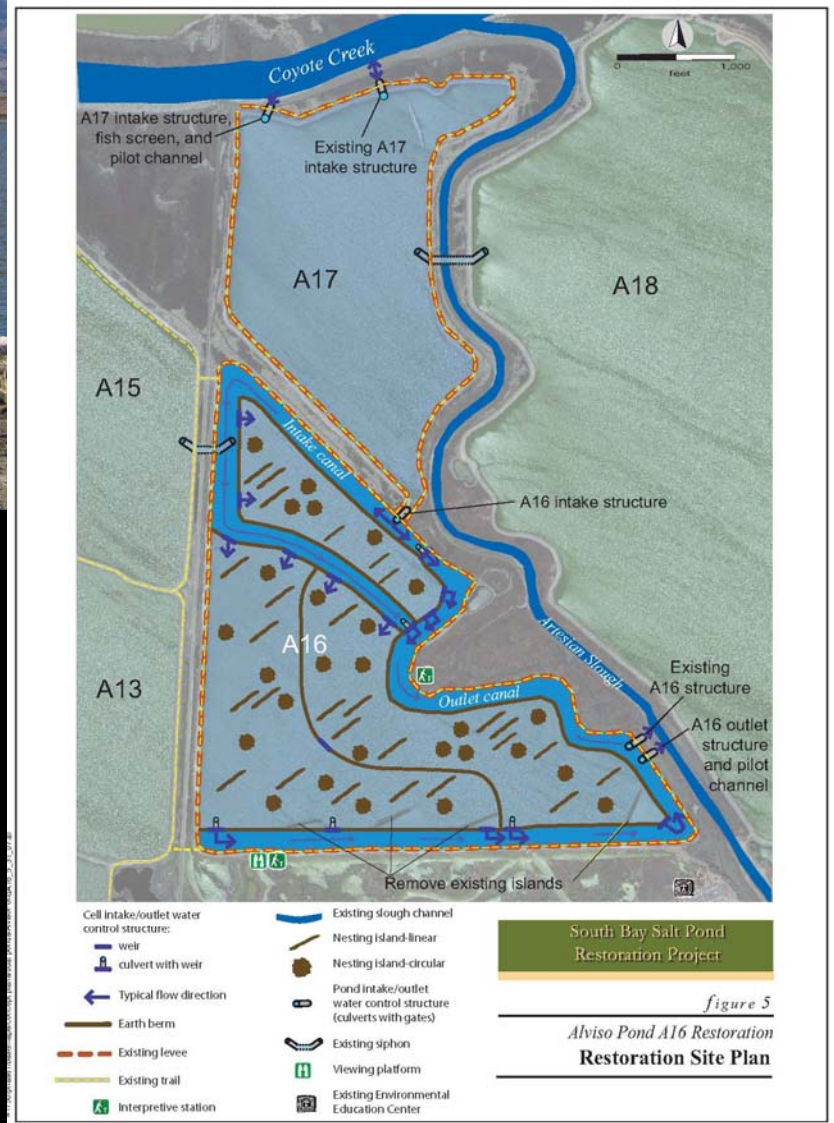 Coyote Creek
0 1,000
feet
A17 intake structure,
fish screen, and
pilot channel
Existing A17
intake structure
A17
A18
A15
Intake canal
A16 intake structure
A16
A13
Artesian Slough
Outlet canal
Existing
A16 structure
A16 outlet
structure
and pilot
channel
Remove existing islands
Cell intake/outlet water
control structure:
weir
culvert with weir
Typical flow direction
Earth berm
Existing levee
Existing trail
Interpretive station
Existing slough channel
Nesting island-linear
Nesting island-circular
Pond intake/outlet
water control structure
(culverts with gates)
Existing siphon
Viewing platform
Existing Environmental
Education Center
South Bay Salt Pond
Restoration Project
figure 5
Alviso Pond A16 Restoration
Restoration Site Plan